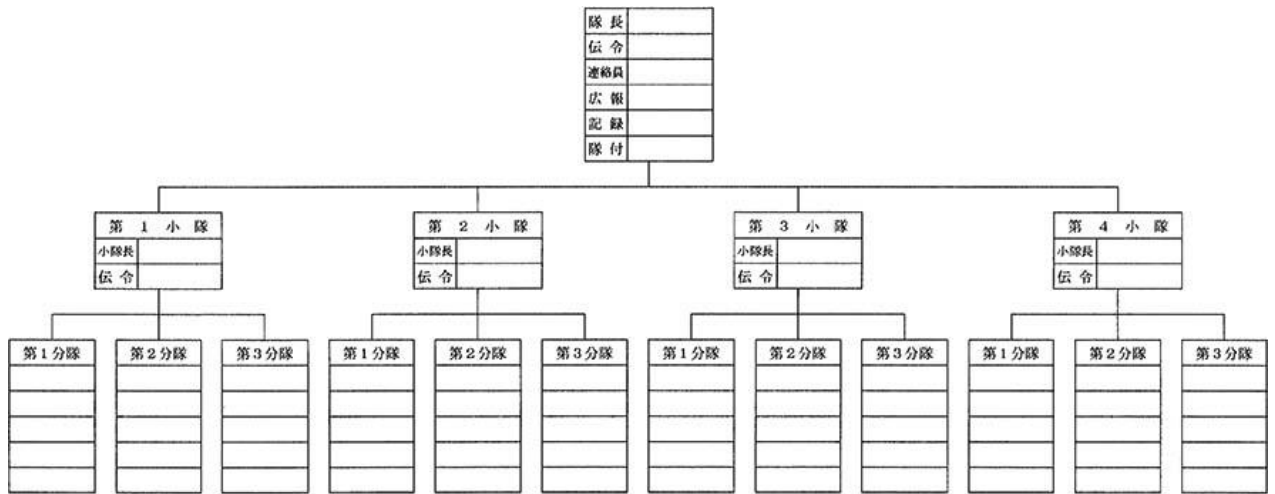 隊長
伝令
連絡員
広報
記録
隊付
第1小隊
小隊長
伝令
第2小隊
小隊長
伝令
第3小隊
小隊長
伝令
第4小隊
小隊長
伝令
第1分隊
第2分隊
第3分隊
第1分隊
第2分隊
第3分隊
第1分隊
第2分隊
第3分隊
第1分隊
第2分隊
第3分隊